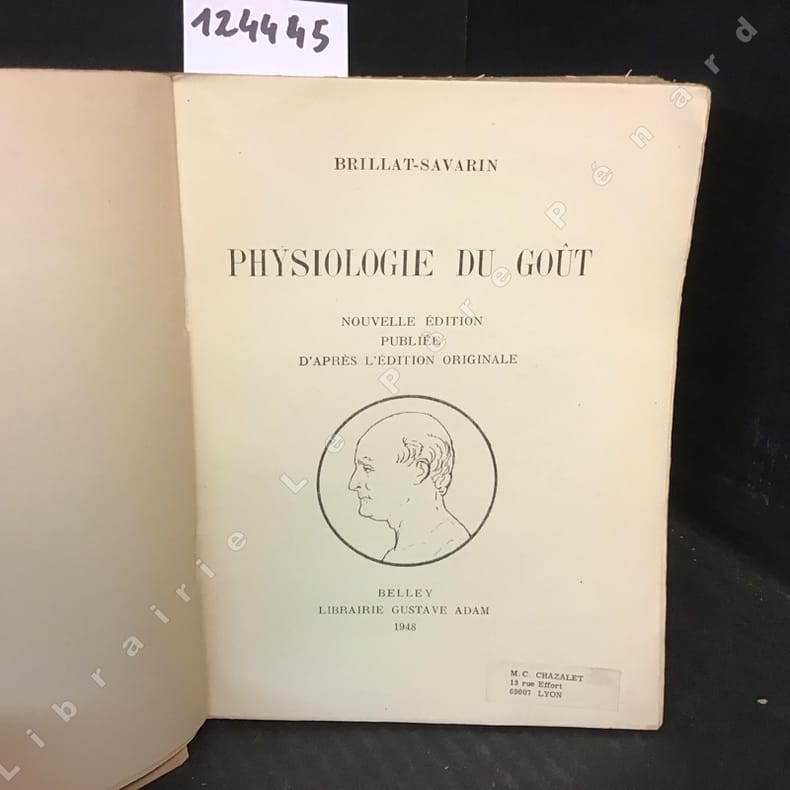 124445
BRILLAT-SAVARIN
PHYSIOLOGIE DU GOÛT
NOUVELLE ÉDITION
PUBLIÉE
D'APRÈS L'ÉDITION ORIGINALE
BELLEY
LIBRAIRIE GUSTAVE ADAM
1948
M. C. CHAZALET
13 rue Effort
69007 LYON
Librairie Le Père Pénard